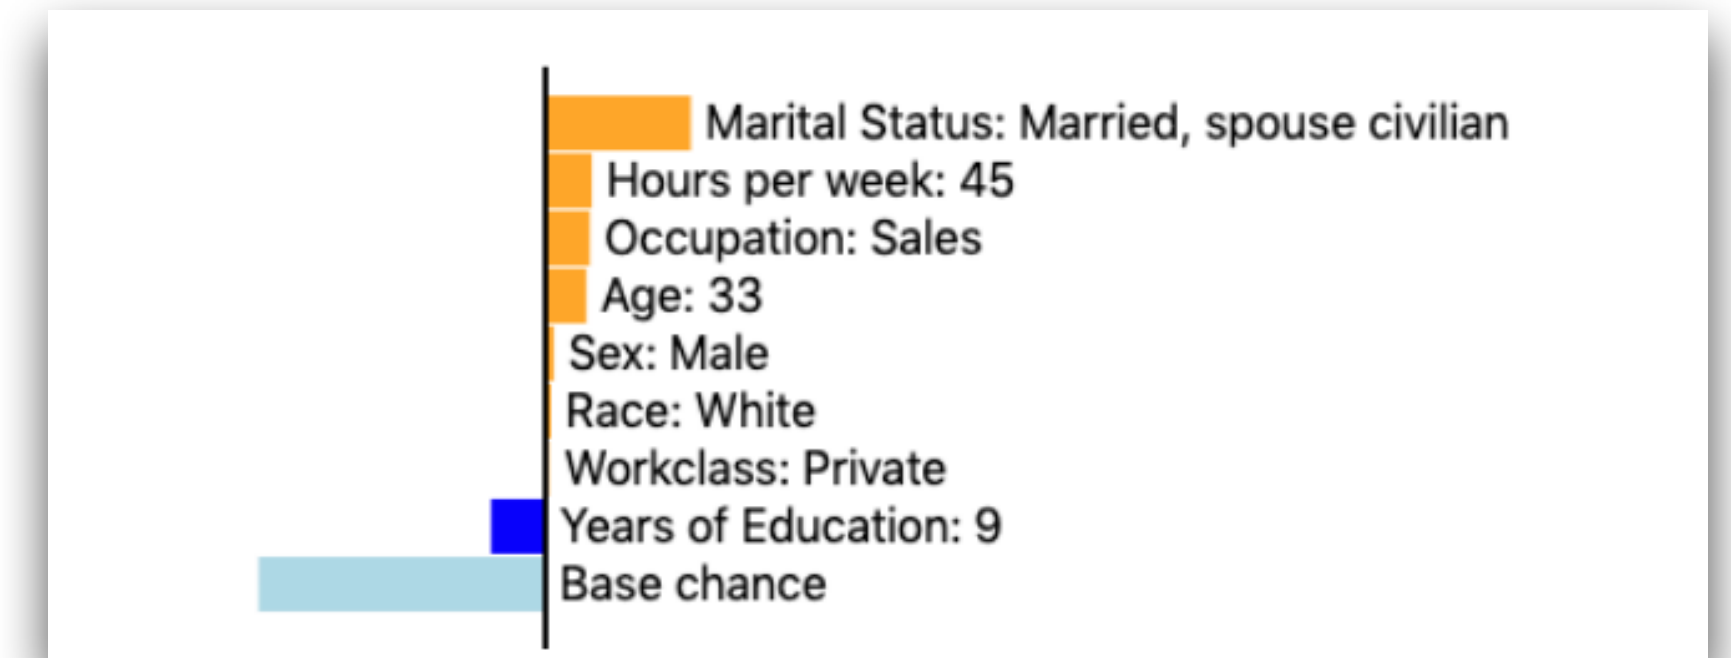 Marital Status: Married, spouse civilian
Hours per week: 45
Occupation: Sales
Age: 33
Sex: Male
Race: White
Workclass: Private
Years of Education: 9
Base chance